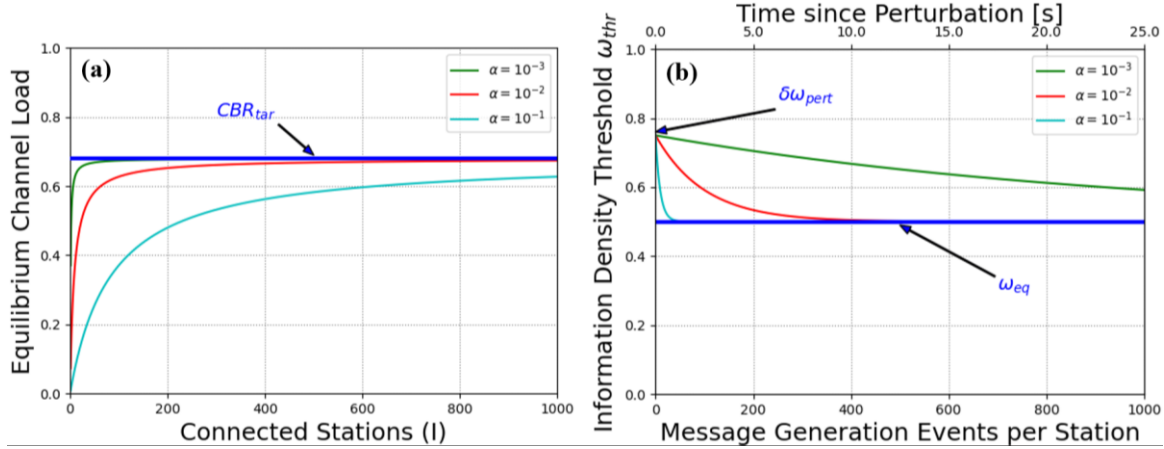 (a)
Equilibrium Channel Load
1.0
0.8
0.6
0.4
0.2
0.0
α = 10⁻³
α = 10⁻²
α = 10⁻¹
CBR_tar
0 200 400 600 800 1000
Connected Stations (I)
Time since Perturbation [s]
0.0 5.0 10.0 15.0 20.0 25.0
(b)
Information Density Threshold ω_thr
1.0
0.8
0.6
0.4
0.2
0.0
α = 10⁻³
α = 10⁻²
α = 10⁻¹
δω_pert
ω_eq
0 200 400 600 800 1000
Message Generation Events per Station